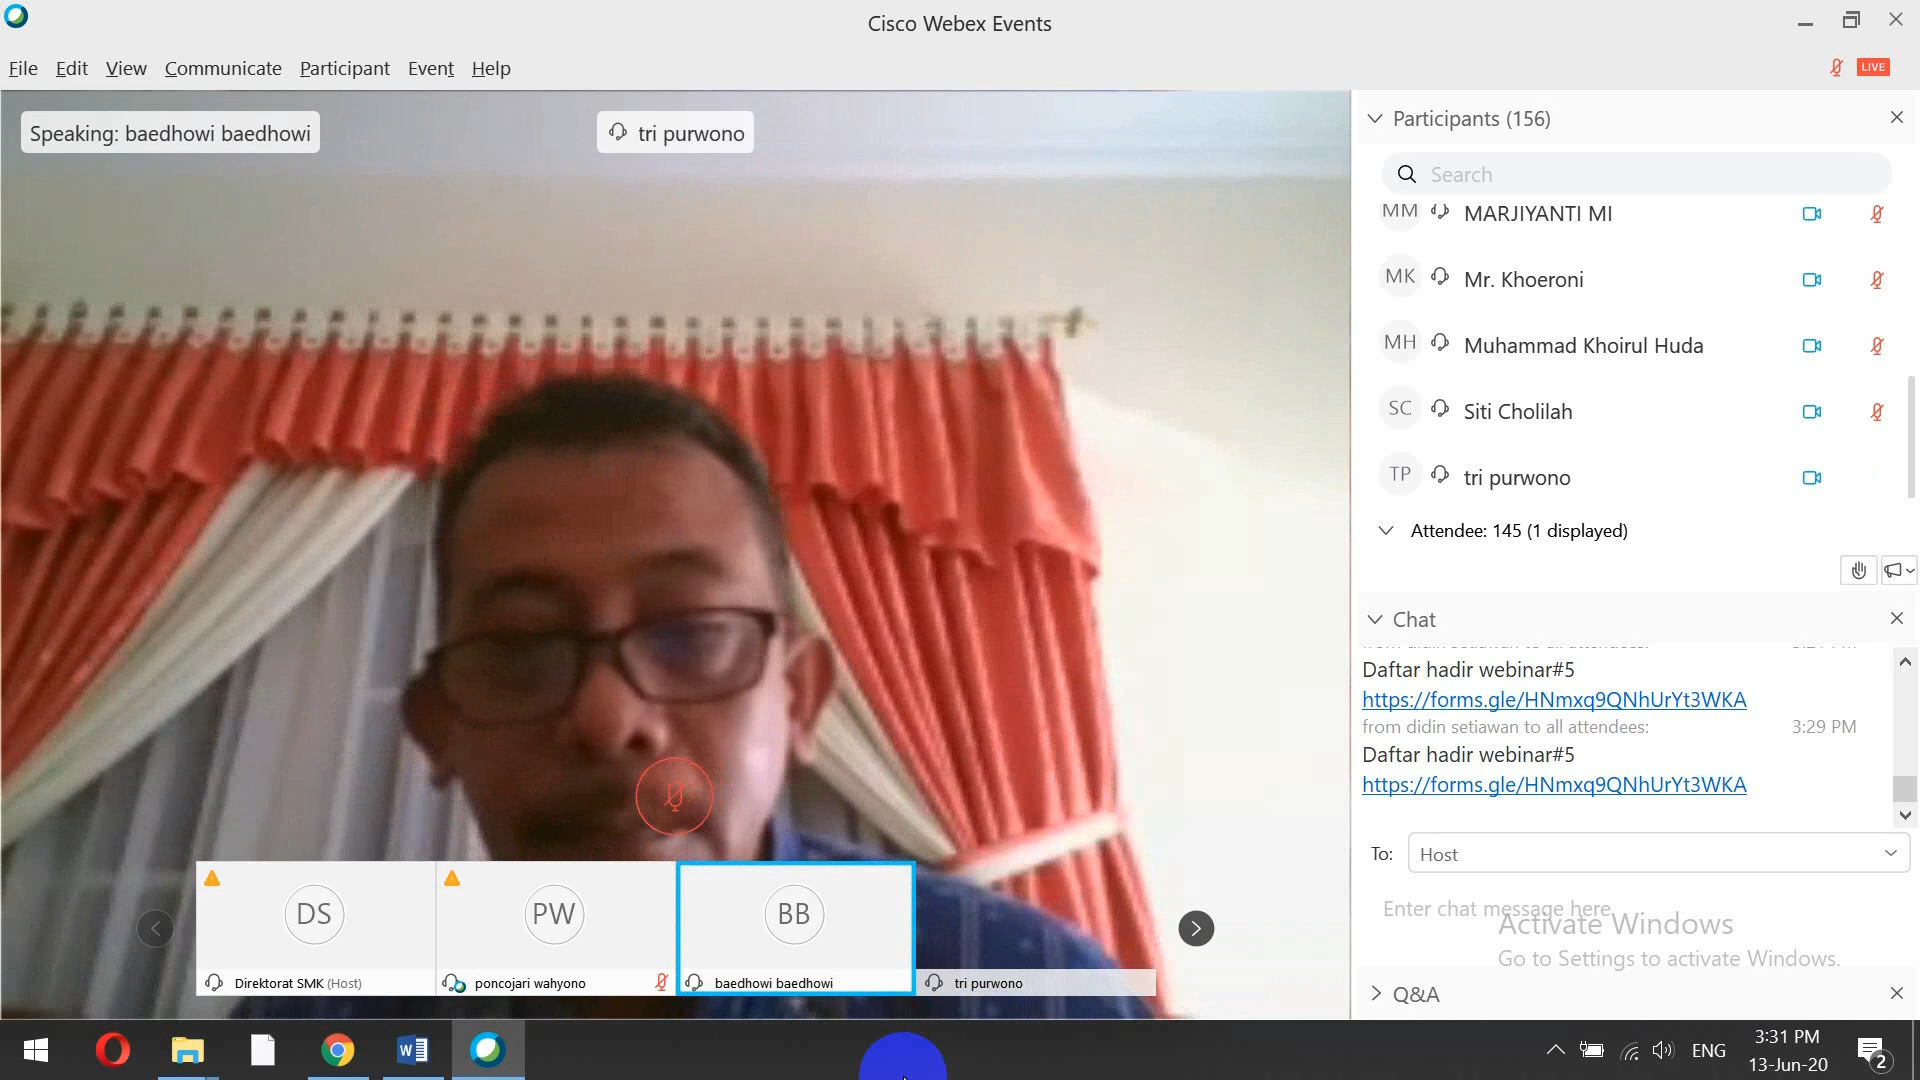 Cisco Webex Events
File Edit View Communicate Participant Event Help
LIVE
Speaking: baedhowi baedhowi
tri purwono
DS
Direktorat SMK (Host)
PW
poncojari wahyono
BB
baedhowi baedhowi
tri purwono
Participants (156)
Search
MM MARJIYANTI MI
MK Mr. Khoeroni
MH Muhammad Khoirul Huda
SC Siti Cholilah
TP tri purwono
Attendee: 145 (1 displayed)
Chat
Daftar hadir webinar#5
https://forms.gle/HNmxq9QNhUrYt3WKA
from didin setiawan to all attendees: 3:29 PM
Daftar hadir webinar#5
https://forms.gle/HNmxq9QNhUrYt3WKA
To: Host
Enter chat message here
Activate Windows
Go to Settings to activate Windows.
Q&A
ENG
3:31 PM
13-Jun-20
2